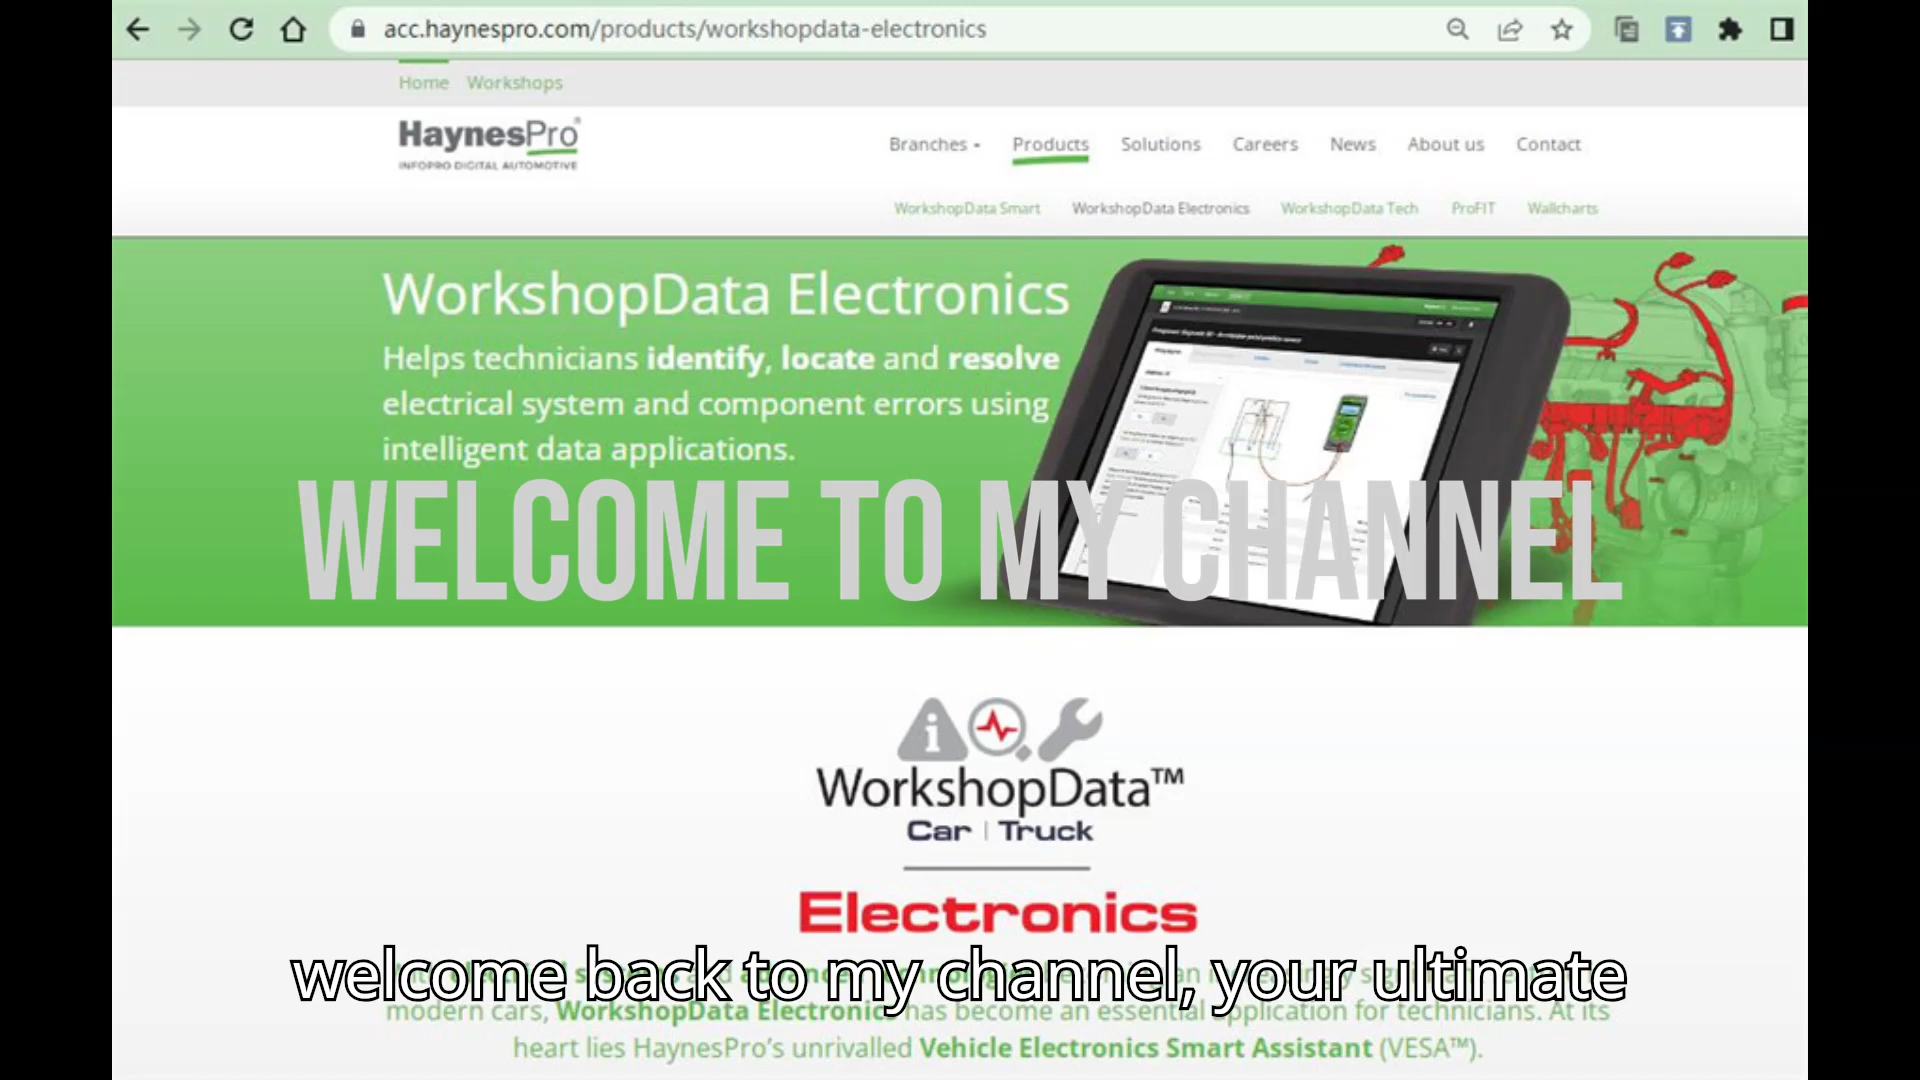 acc.haynespro.com/products/workshopdata-electronics
Home Workshops
HaynesPro®
INFOPRO DIGITAL AUTOMOTIVE
Branches Products Solutions Careers News About us Contact
WorkshopData Smart WorkshopData Electronics WorkshopData Tech ProFIT Wallcharts
WorkshopData Electronics
Helps technicians identify, locate and resolve
electrical system and component errors using
intelligent data applications.
WELCOME TO MY CHANNEL
WorkshopData™
Car | Truck
Electronics
welcome back to my channel, your ultimate
modern cars, WorkshopData Electronics has become an essential application for technicians. At its
heart lies HaynesPro's unrivalled Vehicle Electronics Smart Assistant (VESA™).